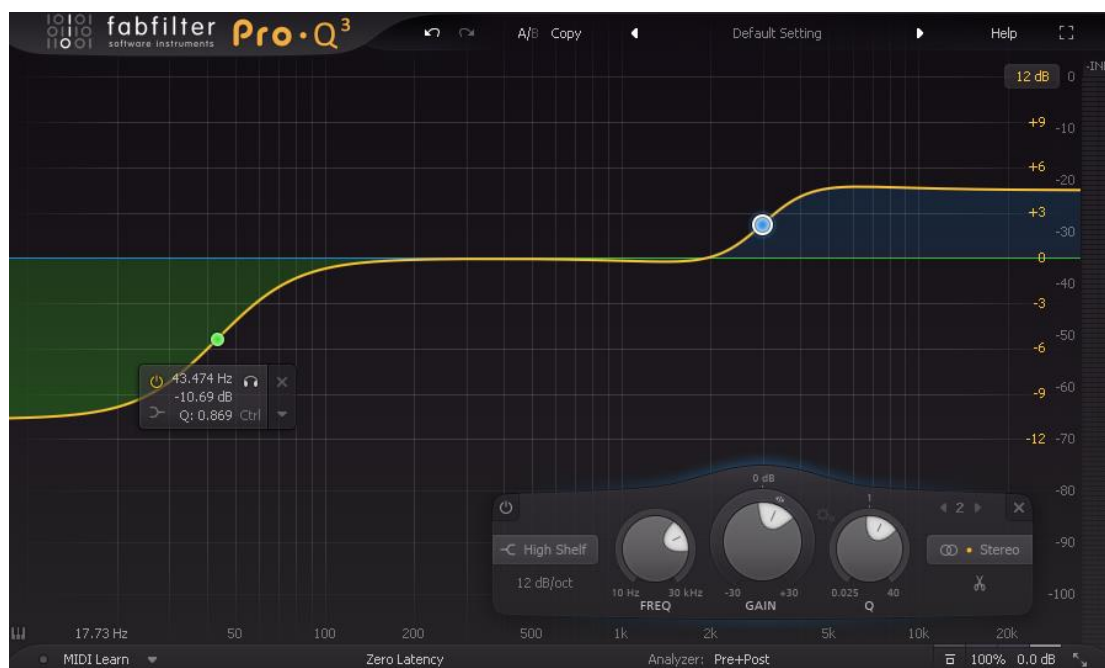 fabfilter
software instruments
Pro·Q³
A/B Copy
Default Setting
Help
12 dB
0
-INF
+9
-10
+6
-20
+3
-30
0
-40
-3
-50
-6
-60
-9
-12
-70
-80
-90
-100
43.474 Hz
-10.69 dB
Q: 0.869 Ctrl
0 dB
1
2
High Shelf
Stereo
12 dB/oct
10 Hz 30 kHz
-30 +30
0.025 40
FREQ
GAIN
Q
17.73 Hz 50 100 200 500 1k 2k 5k 10k 20k
MIDI Learn
Zero Latency
Analyzer: Pre+Post
100% 0.0 dB